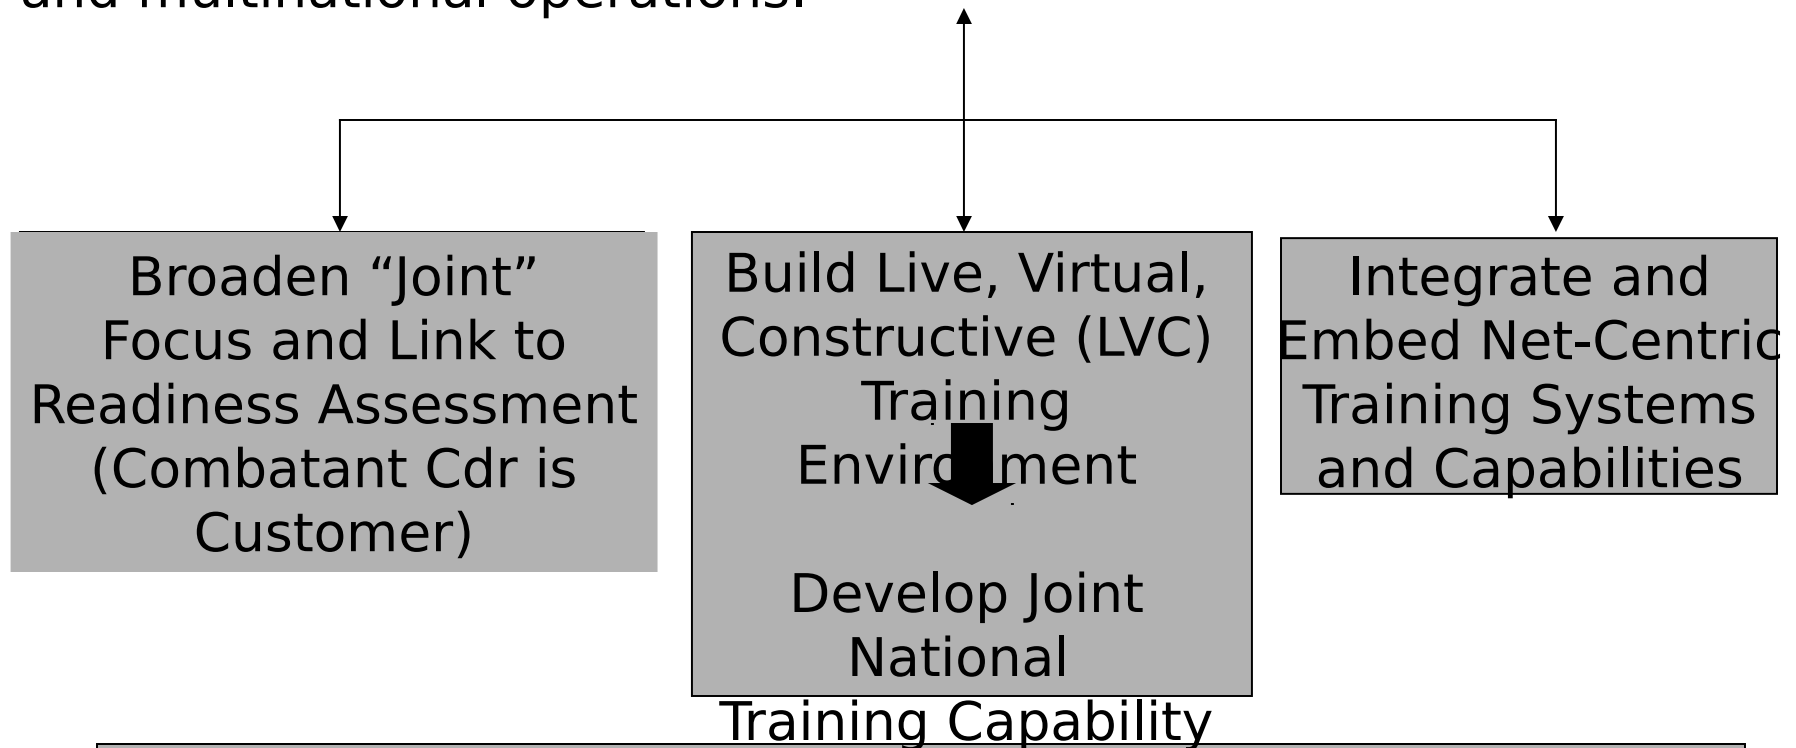 and multinational operations.
Broaden “Joint”
Focus and Link to
Readiness Assessment
(Combatant Cdr is
Customer)
Build Live, Virtual,
Constructive (LVC)
Training
Environment
Develop Joint
National
Training Capability
Integrate and
Embed Net-Centric
Training Systems
and Capabilities